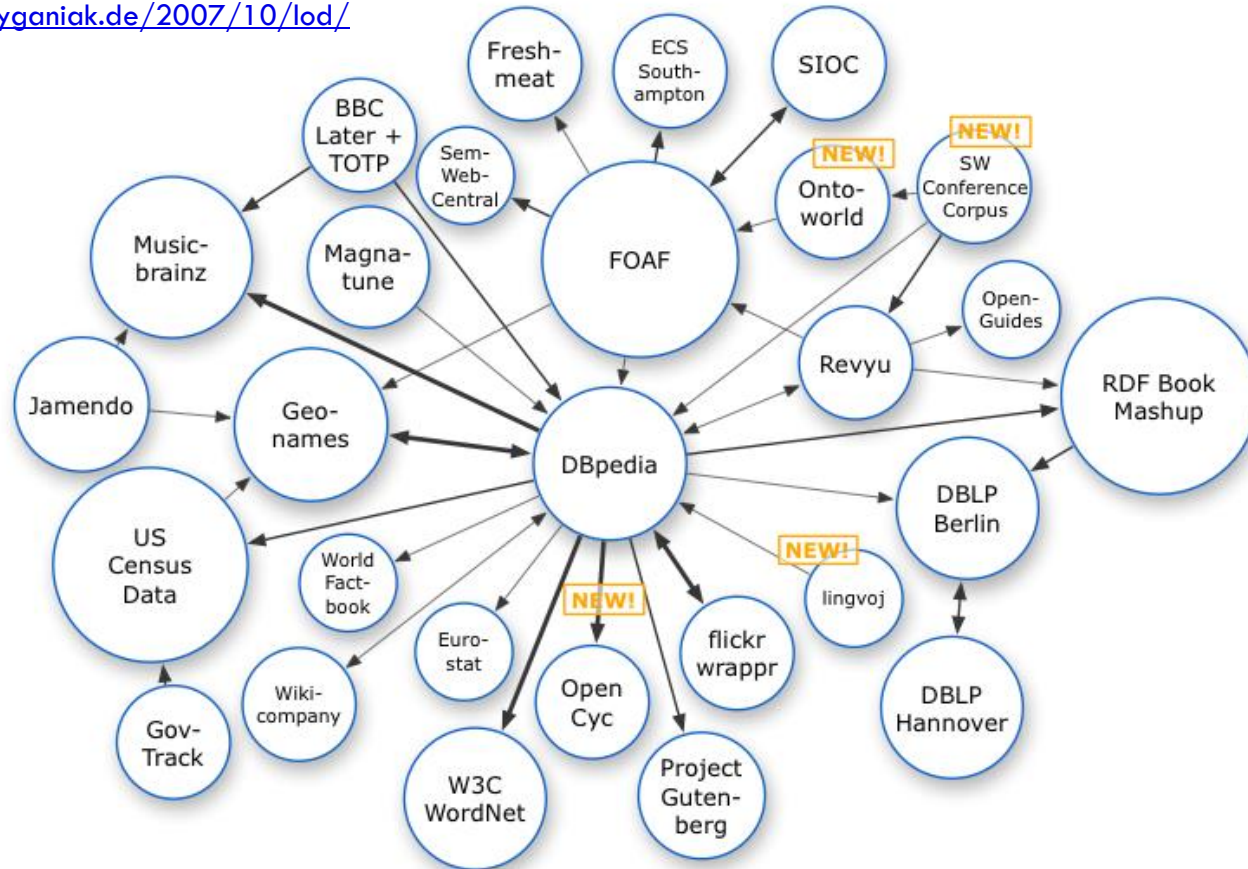 yganiak.de/2007/10/lod/
Fresh-
meat
ECS
South-
ampton
SIOC
BBC
Later +
TOTP
Sem-
Web-
Central
NEW!
Onto-
world
NEW!
SW
Conference
Corpus
Music-
brainz
Magna-
tune
FOAF
Open-
Guides
Revyu
RDF Book
Mashup
Jamendo
Geo-
names
DBpedia
DBLP
Berlin
US
Census
Data
World
Fact-
book
NEW!
lingvoj
NEW!
Euro-
stat
flickr
wrappr
Wiki-
company
Open
Cyc
DBLP
Hannover
Gov-
Track
W3C
WordNet
Project
Guten-
berg